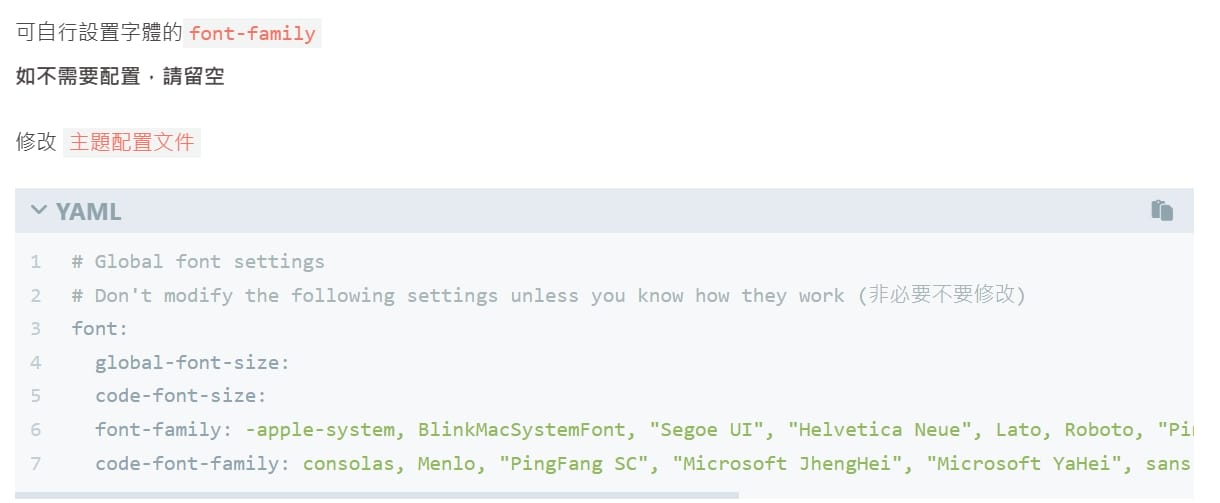 可自行設置字體的 font-family
如不需要配置，請留空
修改 主題配置文件
YAML
1 # Global font settings
2 # Don't modify the following settings unless you know how they work (非必要不要修改)
3 font:
4   global-font-size:
5   code-font-size:
6   font-family: -apple-system, BlinkMacSystemFont, "Segoe UI", "Helvetica Neue", Lato, Roboto,
7   code-font-family: consolas, Menlo, "PingFang SC", "Microsoft JhengHei", "Microsoft YaHei", sans